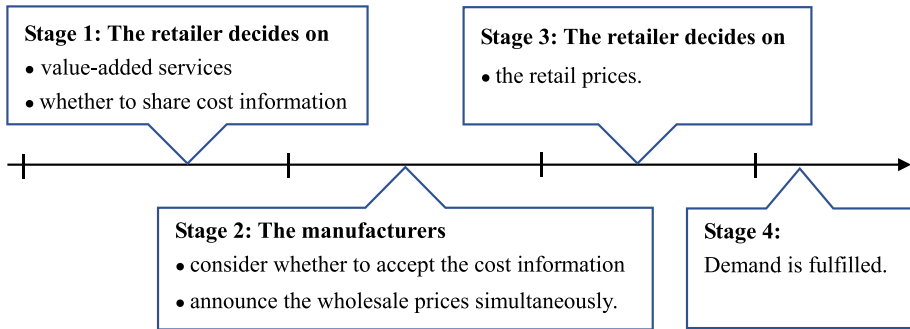 Stage 1: The retailer decides on
• value-added services
• whether to share cost information
Stage 2: The manufacturers
• consider whether to accept the cost information
• announce the wholesale prices simultaneously.
Stage 3: The retailer decides on
• the retail prices.
Stage 4:
Demand is fulfilled.